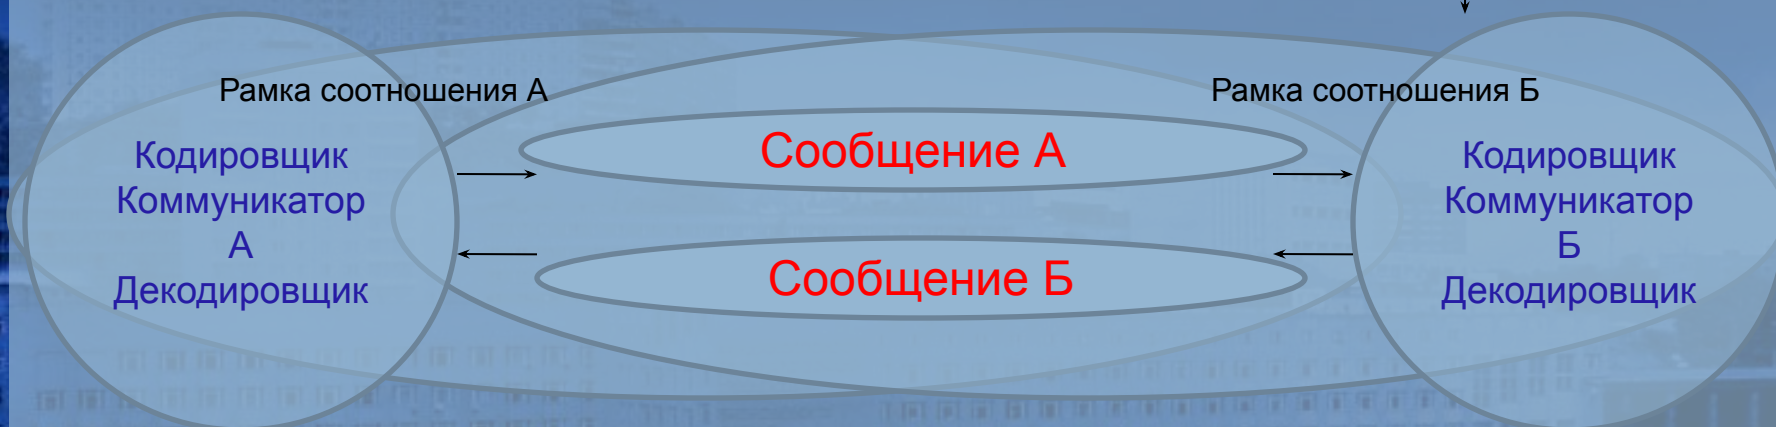 Рамка соотношения А
Рамка соотношения Б
Кодировщик
Коммуникатор
А
Декодировщик
Сообщение А
Сообщение Б
Кодировщик
Коммуникатор
Б
Декодировщик